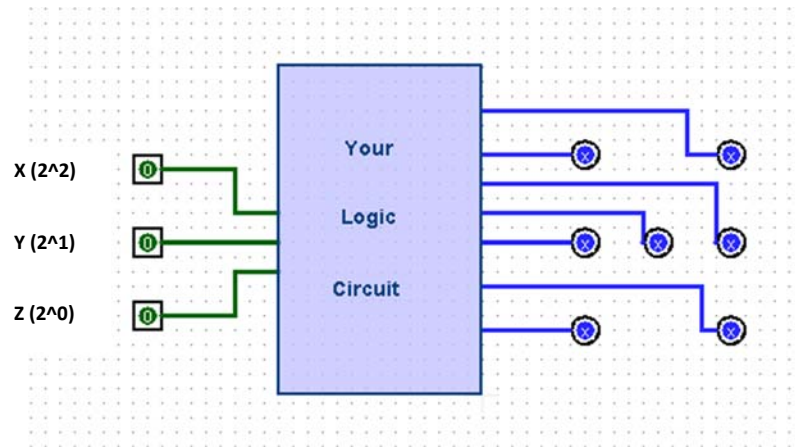 Your
X (2^2)
0
x
x
Logic
Y (2^1)
0
x
x
x
Circuit
Z (2^0)
0
x
x